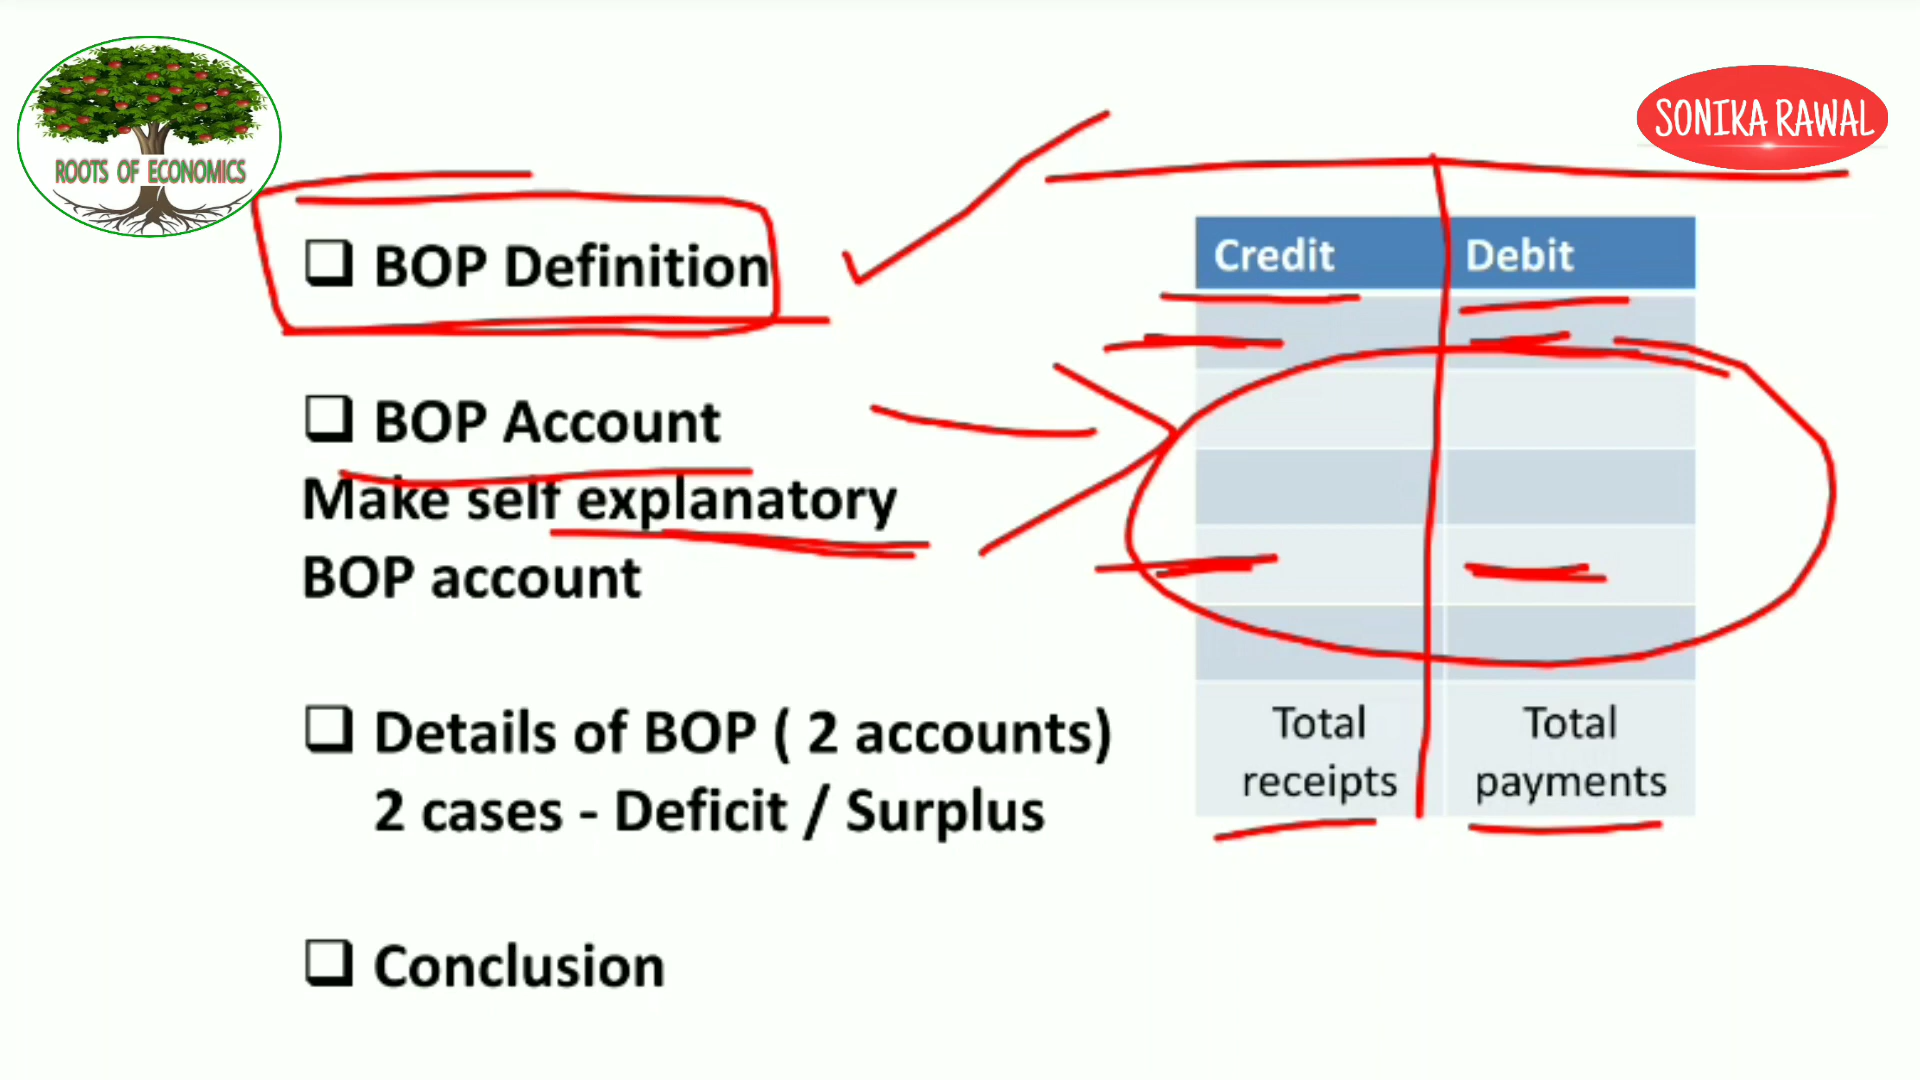 ROOTS OF ECONOMICS
SONIKA RAWAL
❑ BOP Definition
❑ BOP Account
Make self explanatory
BOP account
❑ Details of BOP ( 2 accounts)
2 cases - Deficit / Surplus
❑ Conclusion
Credit Debit
Total receipts Total payments